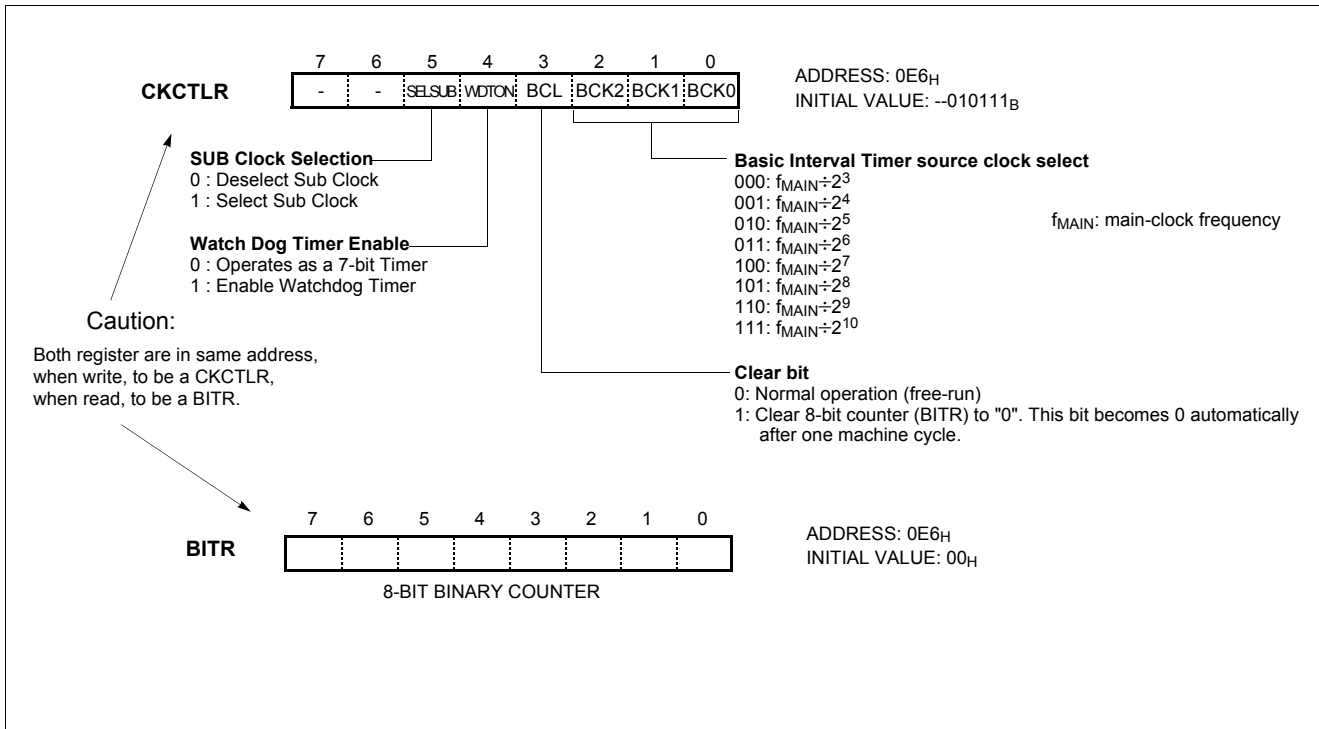 7 6 5 4 3 2 1 0
CKCTLR - - SELSUB WDTON BCL BCK2 BCK1 BCK0
ADDRESS: 0E6H
INITIAL VALUE: --010111B
SUB Clock Selection
0 : Deselect Sub Clock
1 : Select Sub Clock
Watch Dog Timer Enable
0 : Operates as a 7-bit Timer
1 : Enable Watchdog Timer
Basic Interval Timer source clock select
000: fMAIN÷2³
001: fMAIN÷2⁴
010: fMAIN÷2⁵
011: fMAIN÷2⁶
100: fMAIN÷2⁷
101: fMAIN÷2⁸
110: fMAIN÷2⁹
111: fMAIN÷2¹⁰
fMAIN: main-clock frequency
Caution:
Both register are in same address,
when write, to be a CKCTLR,
when read, to be a BITR.
Clear bit
0: Normal operation (free-run)
1: Clear 8-bit counter (BITR) to "0". This bit becomes 0 automatically
after one machine cycle.
7 6 5 4 3 2 1 0
BITR
ADDRESS: 0E6H
INITIAL VALUE: 00H
8-BIT BINARY COUNTER